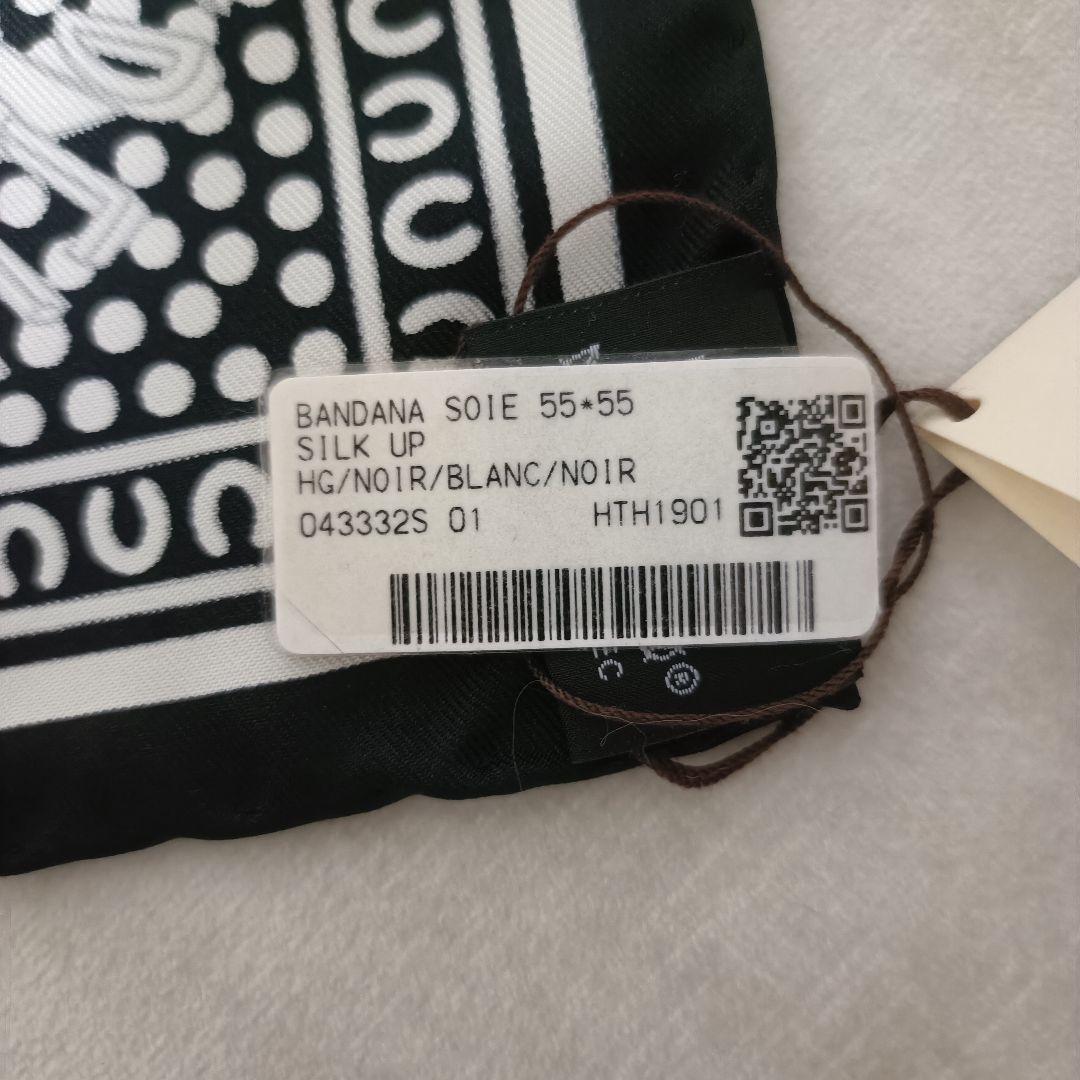 BANDANA SOIE 55*55
SILK UP
HG/NOIR/BLANC/NOIR
043332S 01 HTH1901